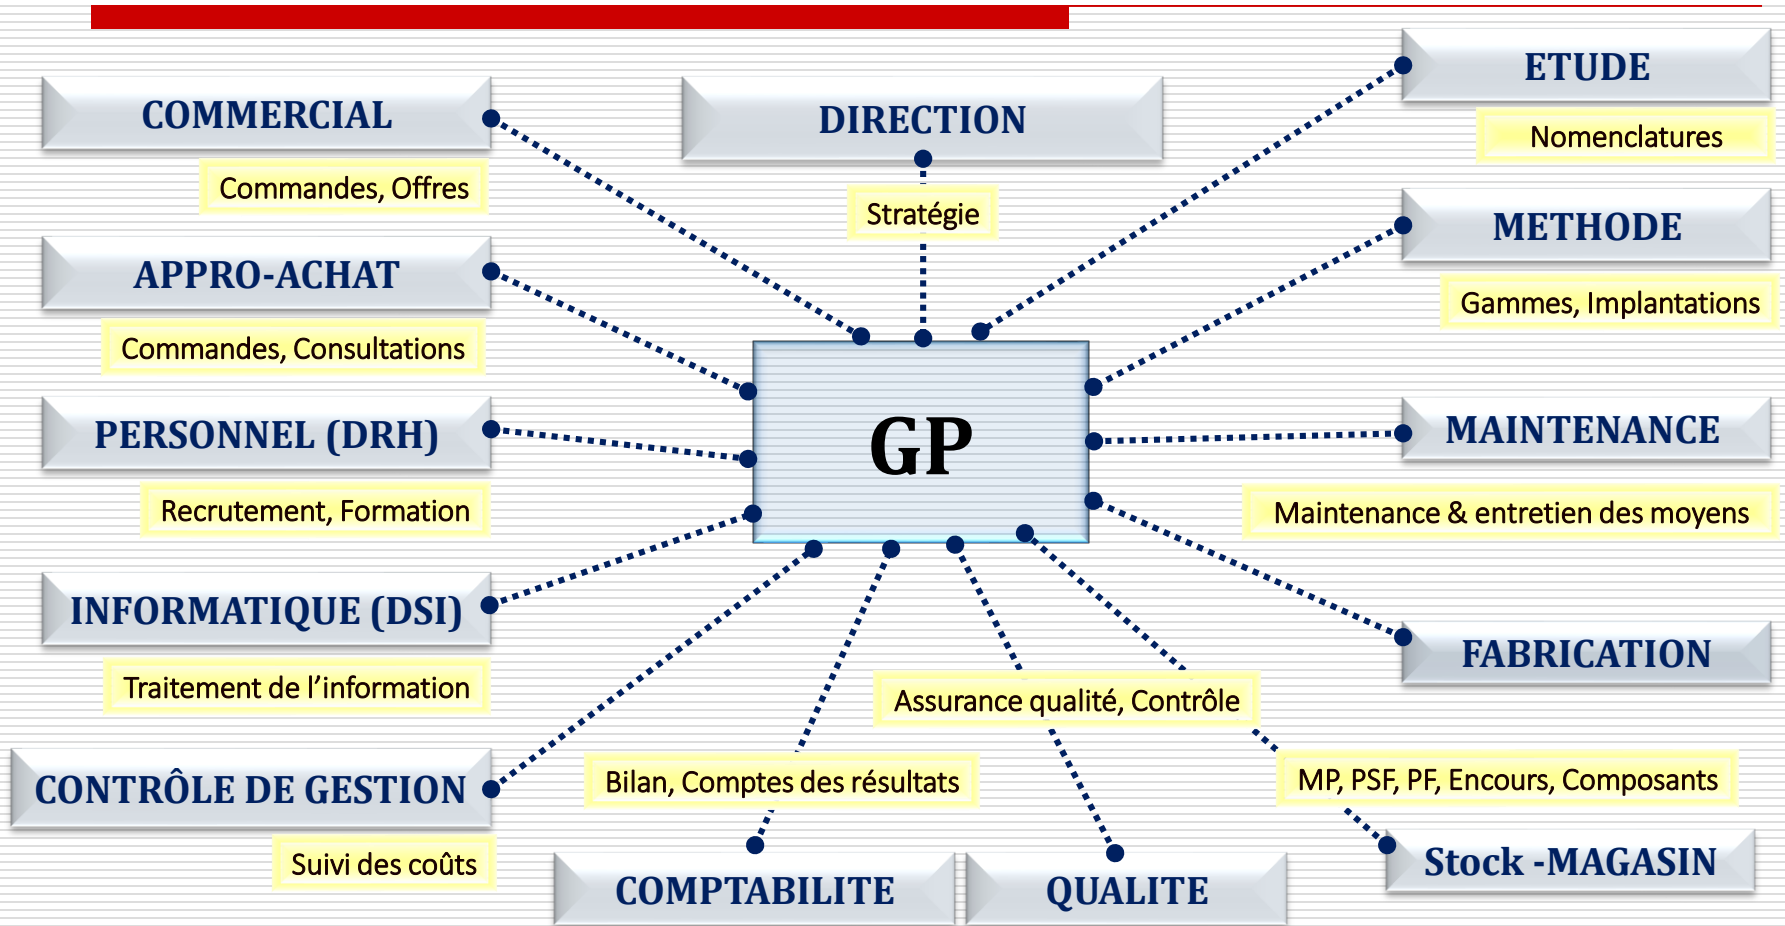 COMMERCIAL
Commandes, Offres
APPRO-ACHAT
Commandes, Consultations
PERSONNEL (DRH)
Recrutement, Formation
INFORMATIQUE (DSI)
Traitement de l’information
CONTRÔLE DE GESTION
Suivi des coûts
DIRECTION
Stratégie
GP
Bilan, Comptes des résultats
COMPTABILITE
Assurance qualité, Contrôle
QUALITE
ETUDE
Nomenclatures
METHODE
Gammes, Implantations
MAINTENANCE
Maintenance & entretien des moyens
FABRICATION
MP, PSF, PF, Encours, Composants
Stock -MAGASIN